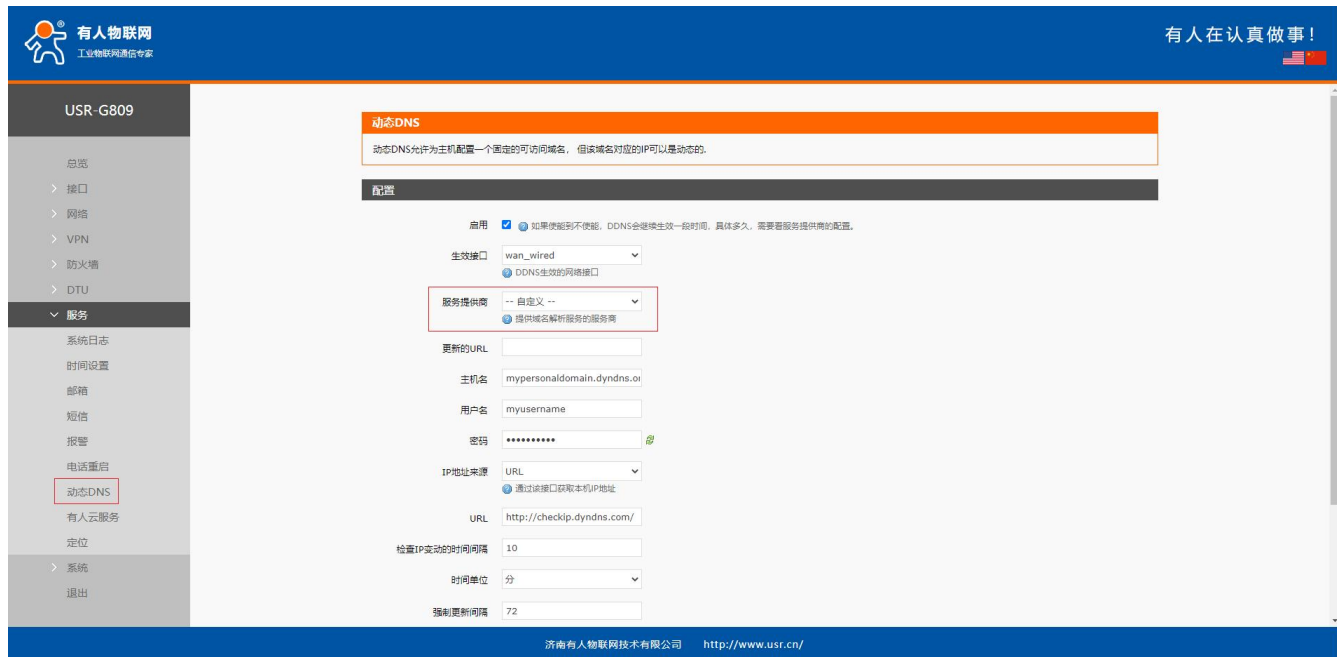 有人物联网
工业物联网通信专家
有人在认真做事！
USR-G809
总览
接口
网络
VPN
防火墙
DTU
服务
系统日志
时间设置
邮箱
短信
报警
电话重启
动态DNS
有人云服务
定位
系统
退出
动态DNS
动态DNS允许为主机配置一个固定的可访问域名， 但该域名对应的IP可以是动态的.
配置
启用 如果使能到不使能，DDNS会继续生效一段时间，具体多久，需要看服务提供商的配置。
生效接口 wan_wired
DDNS生效的网络接口
服务提供商 -- 自定义 --
提供域名解析服务的服务商
更新的URL
主机名 mypersonaldomain.dyndns.or
用户名 myusername
密码 ••••••••••
IP地址来源 URL
通过该接口获取本机IP地址
URL http://checkip.dyndns.com/
检查IP变动的时间间隔 10
时间单位 分
强制更新间隔 72
济南有人物联网技术有限公司 http://www.usr.cn/